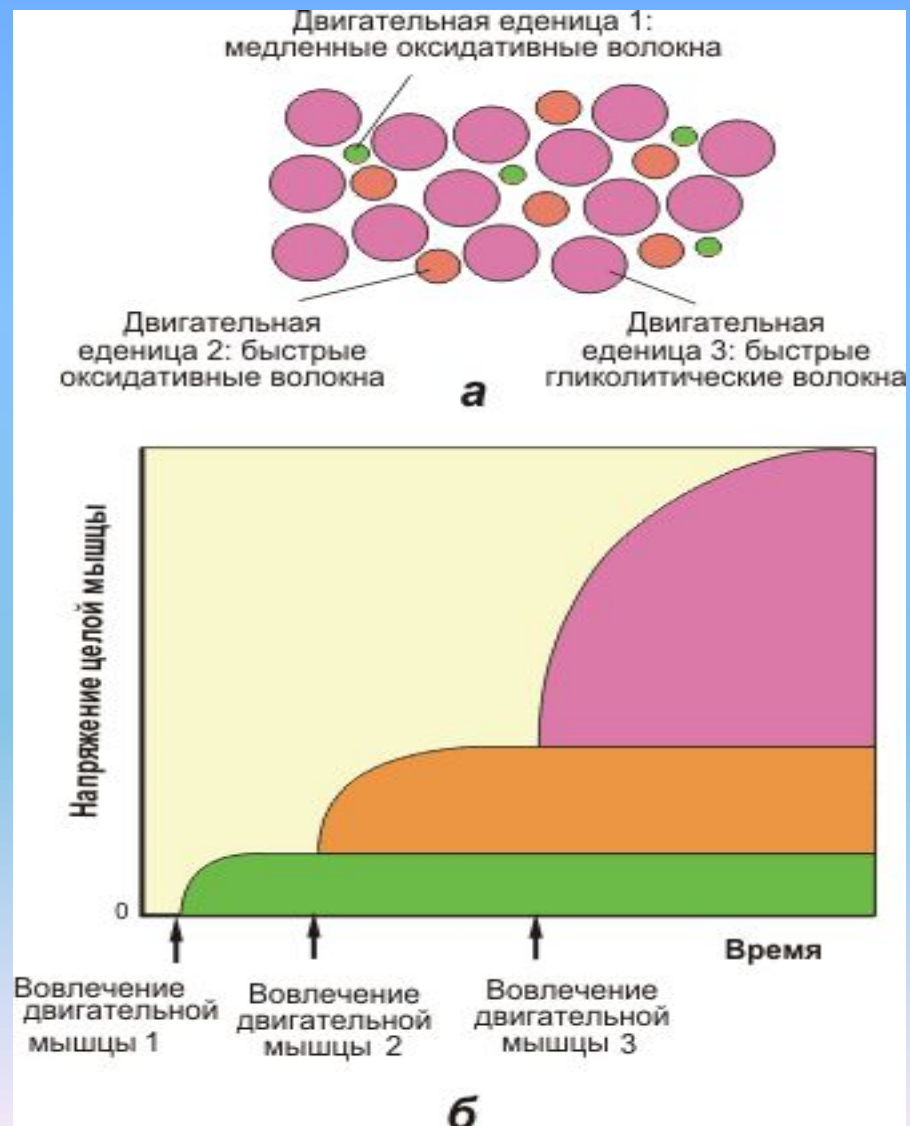 Двигательная еденица 1:
медленные оксидативные волокна
Двигательная
еденица 2: быстрые
оксидативные волокна
Двигательная
еденица 3: быстрые
гликолитические волокна
а
Напряжение целой мышцы
0
Время
Вовлечение
двигательной
мышцы 1
Вовлечение
двигательной
мышцы 2
Вовлечение
двигательной
мышцы 3
б